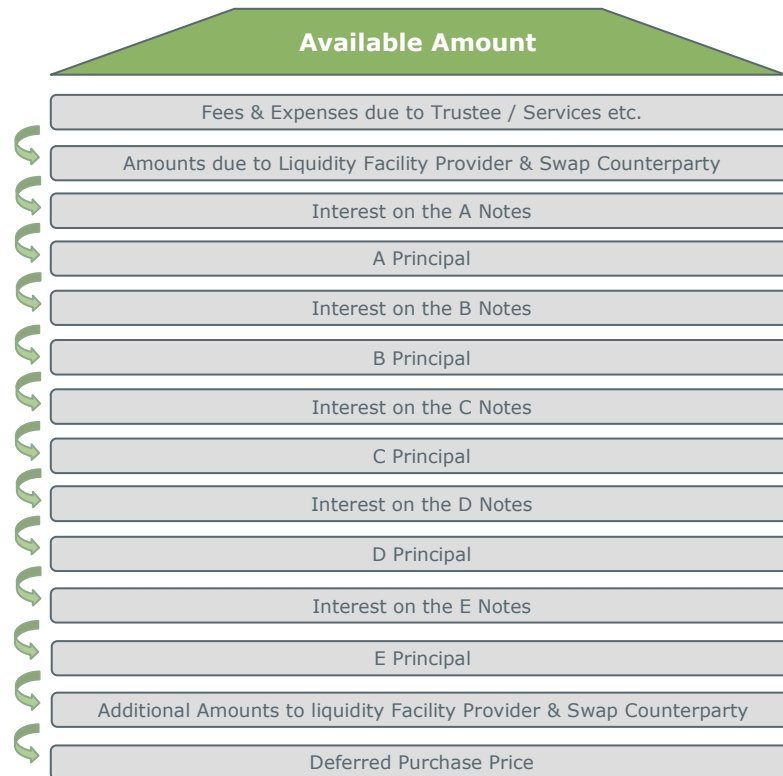 Available Amount
Fees & Expenses due to Trustee / Services etc.
Amounts due to Liquidity Facility Provider & Swap Counterparty
Interest on the A Notes
A Principal
Interest on the B Notes
B Principal
Interest on the C Notes
C Principal
Interest on the D Notes
D Principal
Interest on the E Notes
E Principal
Additional Amounts to liquidity Facility Provider & Swap Counterparty
Deferred Purchase Price